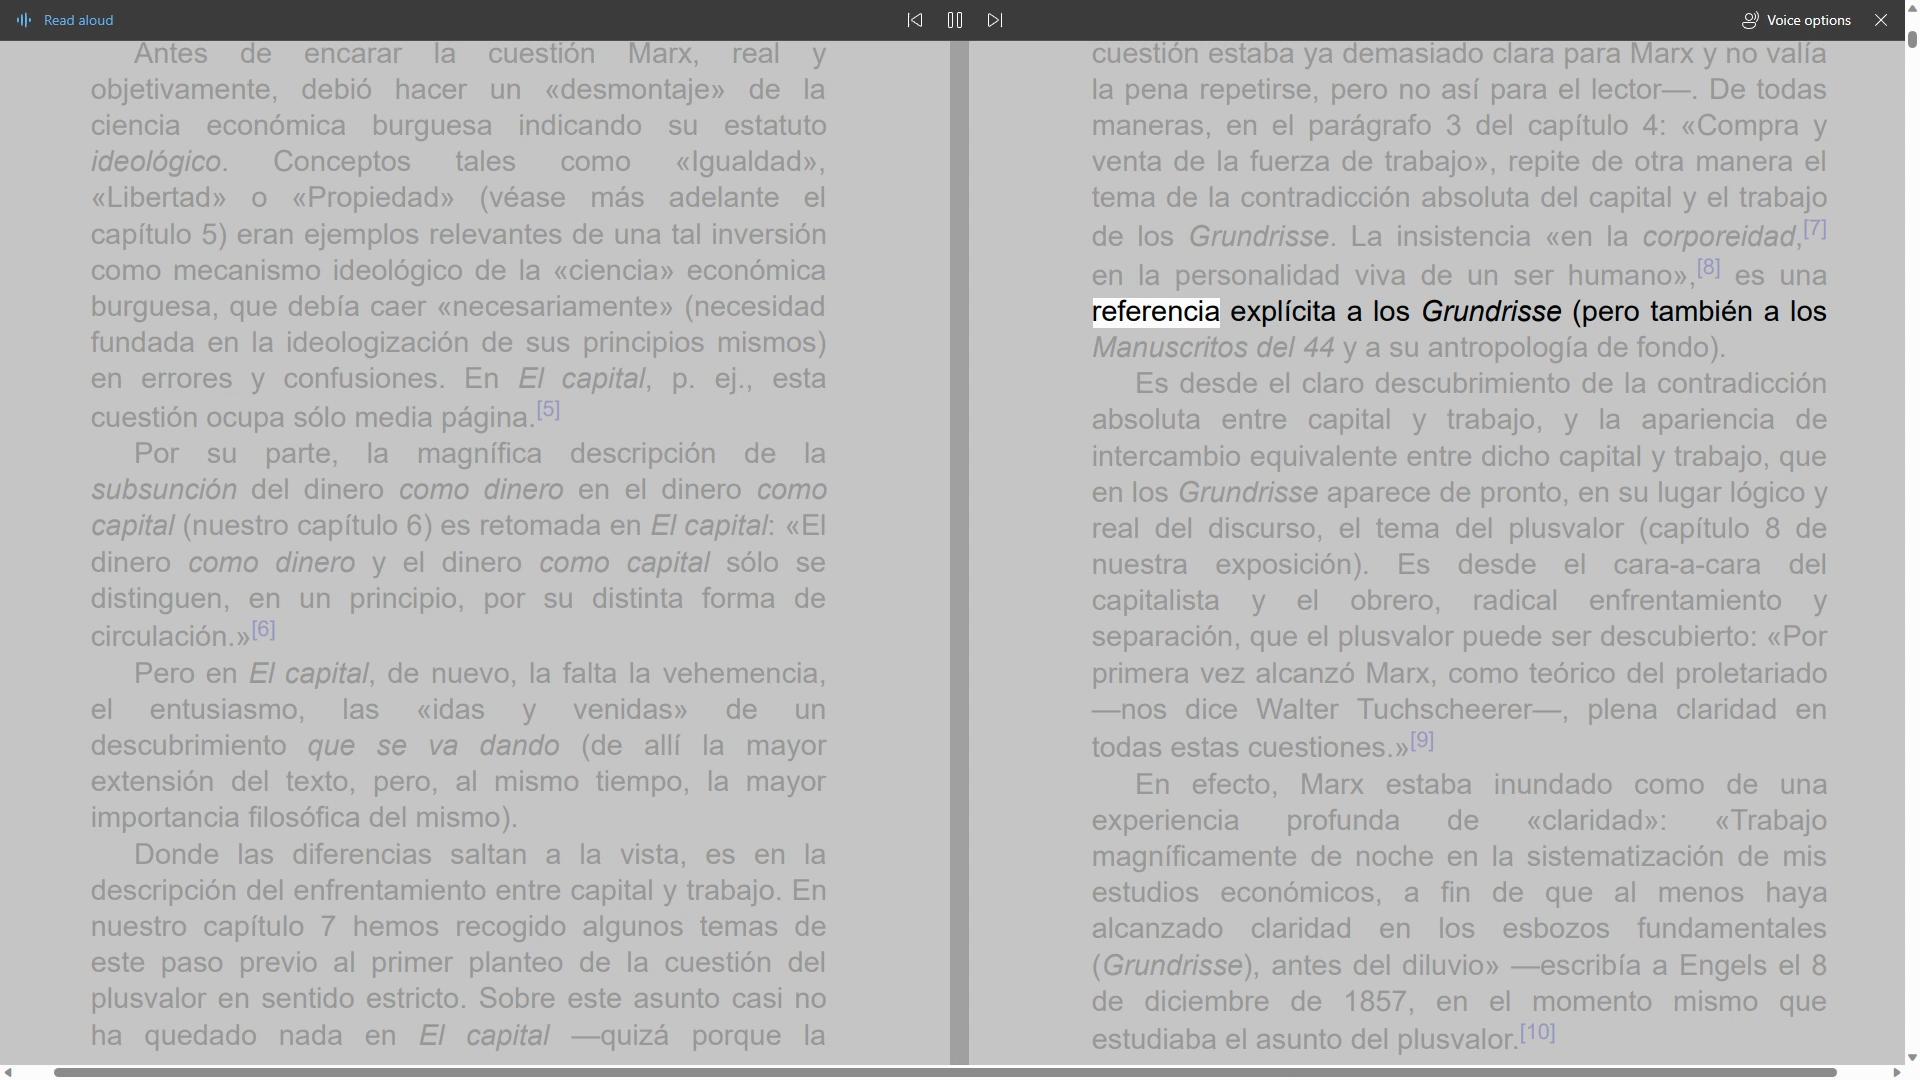 Read aloud
Voice options
Antes de encarar la cuestión Marx, real y
objetivamente, debió hacer un «desmontaje» de la
ciencia económica burguesa indicando su estatuto
ideológico. Conceptos tales como «Igualdad»,
«Libertad» o «Propiedad» (véase más adelante el
capítulo 5) eran ejemplos relevantes de una tal inversión
como mecanismo ideológico de la «ciencia» económica
burguesa, que debía caer «necesariamente» (necesidad
fundada en la ideologización de sus principios mismos)
en errores y confusiones. En El capital, p. ej., esta
cuestión ocupa sólo media página.[5]
Por su parte, la magnífica descripción de la
subsunción del dinero como dinero en el dinero como
capital (nuestro capítulo 6) es retomada en El capital: «El
dinero como dinero y el dinero como capital sólo se
distinguen, en un principio, por su distinta forma de
circulación.»[6]
Pero en El capital, de nuevo, la falta la vehemencia,
el entusiasmo, las «idas y venidas» de un
descubrimiento que se va dando (de allí la mayor
extensión del texto, pero, al mismo tiempo, la mayor
importancia filosófica del mismo).
Donde las diferencias saltan a la vista, es en la
descripción del enfrentamiento entre capital y trabajo. En
nuestro capítulo 7 hemos recogido algunos temas de
este paso previo al primer planteo de la cuestión del
plusvalor en sentido estricto. Sobre este asunto casi no
ha quedado nada en El capital —quizá porque la
cuestión estaba ya demasiado clara para Marx y no valía
la pena repetirse, pero no así para el lector—. De todas
maneras, en el parágrafo 3 del capítulo 4: «Compra y
venta de la fuerza de trabajo», repite de otra manera el
tema de la contradicción absoluta del capital y el trabajo
de los Grundrisse. La insistencia «en la corporeidad,[7]
en la personalidad viva de un ser humano»,[8] es una
referencia explícita a los Grundrisse (pero también a los
Manuscritos del 44 y a su antropología de fondo).
Es desde el claro descubrimiento de la contradicción
absoluta entre capital y trabajo, y la apariencia de
intercambio equivalente entre dicho capital y trabajo, que
en los Grundrisse aparece de pronto, en su lugar lógico y
real del discurso, el tema del plusvalor (capítulo 8 de
nuestra exposición). Es desde el cara-a-cara del
capitalista y el obrero, radical enfrentamiento y
separación, que el plusvalor puede ser descubierto: «Por
primera vez alcanzó Marx, como teórico del proletariado
—nos dice Walter Tuchscheerer—, plena claridad en
todas estas cuestiones.»[9]
En efecto, Marx estaba inundado como de una
experiencia profunda de «claridad»: «Trabajo
magníficamente de noche en la sistematización de mis
estudios económicos, a fin de que al menos haya
alcanzado claridad en los esbozos fundamentales
(Grundrisse), antes del diluvio» —escribía a Engels el 8
de diciembre de 1857, en el momento mismo que
estudiaba el asunto del plusvalor.[10]